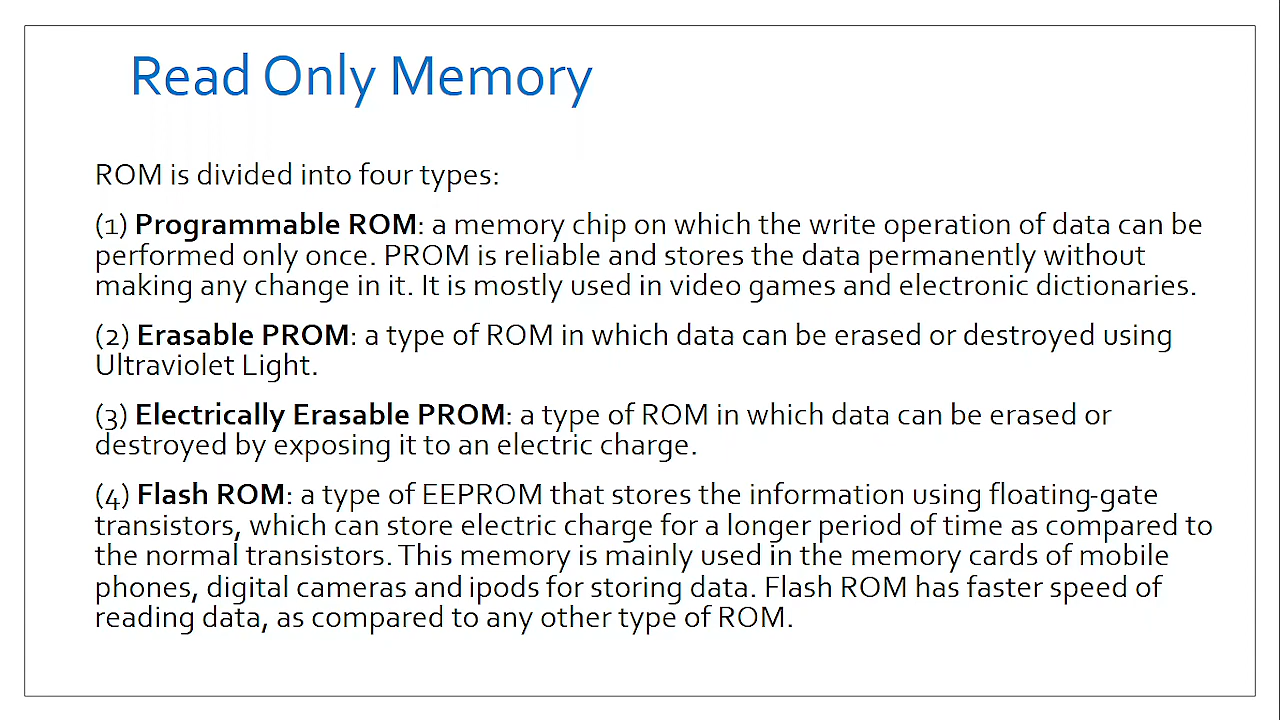 Read Only Memory
ROM is divided into four types:
(1) Programmable ROM: a memory chip on which the write operation of data can be
performed only once. PROM is reliable and stores the data permanently without
making any change in it. It is mostly used in video games and electronic dictionaries.
(2) Erasable PROM: a type of ROM in which data can be erased or destroyed using
Ultraviolet Light.
(3) Electrically Erasable PROM: a type of ROM in which data can be erased or
destroyed by exposing it to an electric charge.
(4) Flash ROM: a type of EEPROM that stores the information using floating-gate
transistors, which can store electric charge for a longer period of time as compared to
the normal transistors. This memory is mainly used in the memory cards of mobile
phones, digital cameras and ipods for storing data. Flash ROM has faster speed of
reading data, as compared to any other type of ROM.